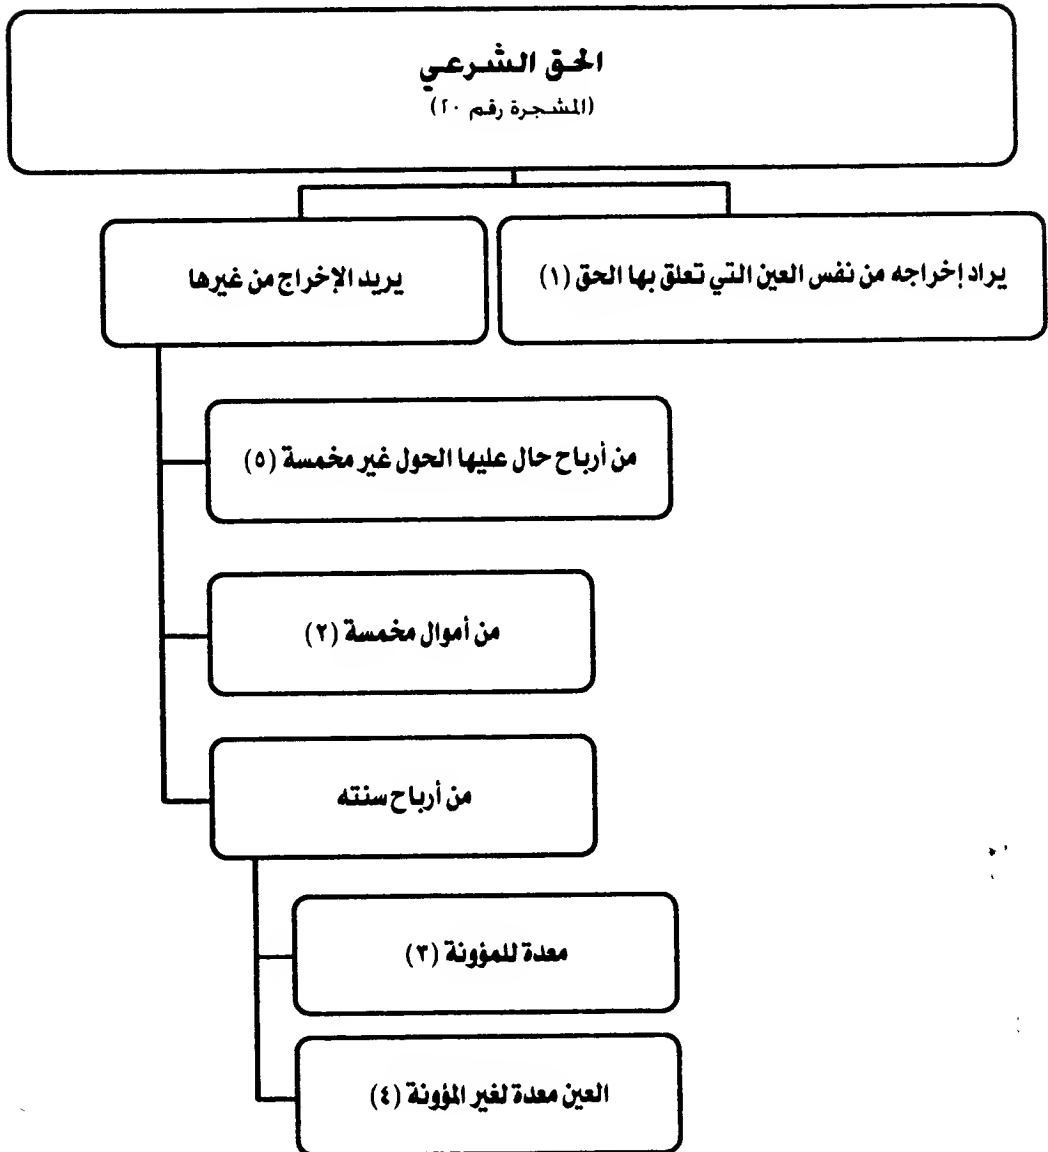 الحق الشرعي
(المشجرة رقم ٢٠)
يراد إخراجه من نفس العين التي تعلق بها الحق (١)
يريد الإخراج من غيرها
من أرباح حال عليها الحول غير مخمسة (٥)
من أموال مخمسة (٢)
من أرباح سنته
معدة للمؤونة (٣)
العين معدة لغير المؤونة (٤)